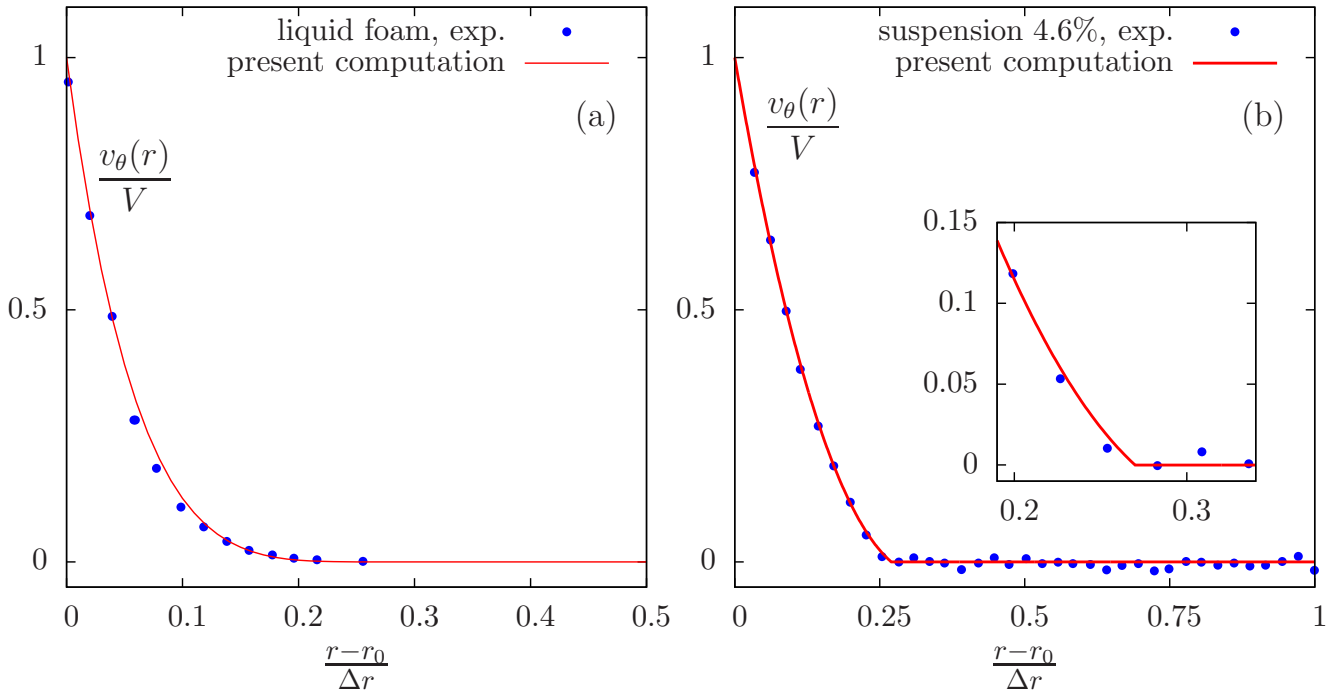 liquid foam, exp.
present computation
(a)
v_θ(r)
V
1
0.5
0
0
0.1
0.2
0.3
0.4
0.5
r−r_0
Δr
suspension 4.6%, exp.
present computation
(b)
v_θ(r)
V
1
0.5
0
0
0.25
0.5
0.75
1
r−r_0
Δr
0.15
0.1
0.05
0
0.2
0.3